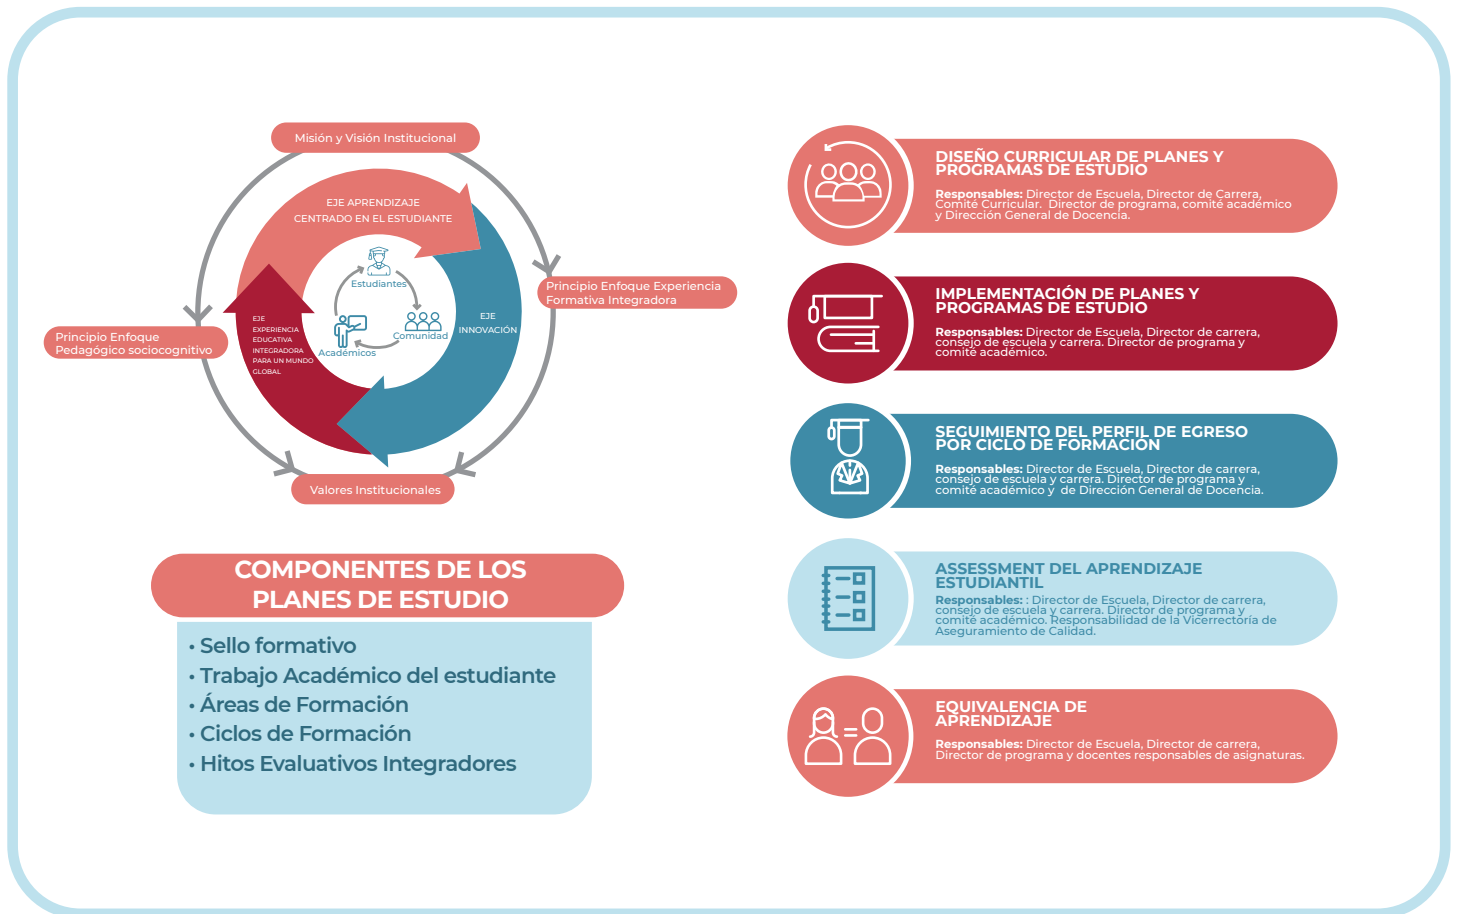 Misión y Visión Institucional
EJE APRENDIZAJE
CENTRADO EN EL ESTUDIANTE
Estudiantes
Comunidad
Académicos
EJE
INNOVACIÓN
EJE
EXPERIENCIA
EDUCATIVA
INTEGRADORA
PARA UN MUNDO
GLOBAL
Principio Enfoque Experiencia
Formativa Integradora
Principio Enfoque
Pedagógico sociocognitivo
Valores Institucionales
COMPONENTES DE LOS
PLANES DE ESTUDIO
• Sello formativo
• Trabajo Académico del estudiante
• Áreas de Formación
• Ciclos de Formación
• Hitos Evaluativos Integradores
DISEÑO CURRICULAR DE PLANES Y
PROGRAMAS DE ESTUDIO
Responsables: Director de Escuela, Director de Carrera,
Comité Curricular. Director de programa, comité académico
y Dirección General de Docencia.
IMPLEMENTACIÓN DE PLANES Y
PROGRAMAS DE ESTUDIO
Responsables: Director de Escuela, Director de carrera,
consejo de escuela y carrera. Director de programa y
comité académico.
SEGUIMIENTO DEL PERFIL DE EGRESO
POR CICLO DE FORMACIÓN
Responsables: Director de Escuela, Director de carrera,
consejo de escuela y carrera. Director de programa y
comité académico y de Dirección General de Docencia.
ASSESSMENT DEL APRENDIZAJE
ESTUDIANTIL
Responsables: : Director de Escuela, Director de carrera,
consejo de escuela y carrera. Director de programa y
comité académico. Responsabilidad de la Vicerrectoría de
Aseguramiento de Calidad.
EQUIVALENCIA DE
APRENDIZAJE
Responsables: Director de Escuela, Director de carrera,
Director de programa y docentes responsables de asignaturas.